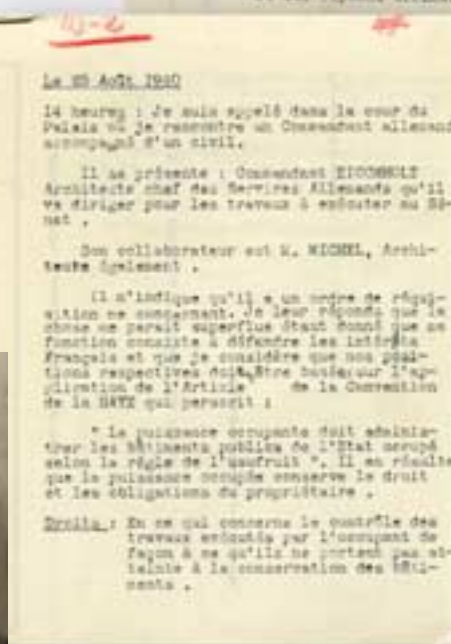 Le 25 Août 1940
14 heures : Je suis appelé dans la cour du
Palais où je rencontre un Commandant allemand
accompagné d'un civil.
Il se présente : Commandant
Architecte chef des Services Allemands qu'il
va diriger pour les travaux à exécuter au Sé-
nat .
Son collaborateur est M. MICHEL, Archi-
tecte également .
Il m'indique qu'il a un ordre de réqui-
sition me concernant. Je leur réponds que la
chose me parait superflue étant donné que ma
fonction consiste à défendre les intérêts
Français et que je considère que nos posi-
tions respectives doit être basée sur l'ap-
plication de l'Article de la Convention
de la HAYE qui perscrit :
" La puissance occupante doit adminis-
trer les bâtiments publics de l'Etat occupé
selon la régle de l'usufruit ". Il en résulte
que la puissance occupée conserve le droit
et les obligations du propriétaire .
Droits : En ce qui concerne le contrôle des
travaux exécutés par l'occupant de
façon à ce qu'ils ne portent pas at-
teinte à la conservation des bâti-
ments .